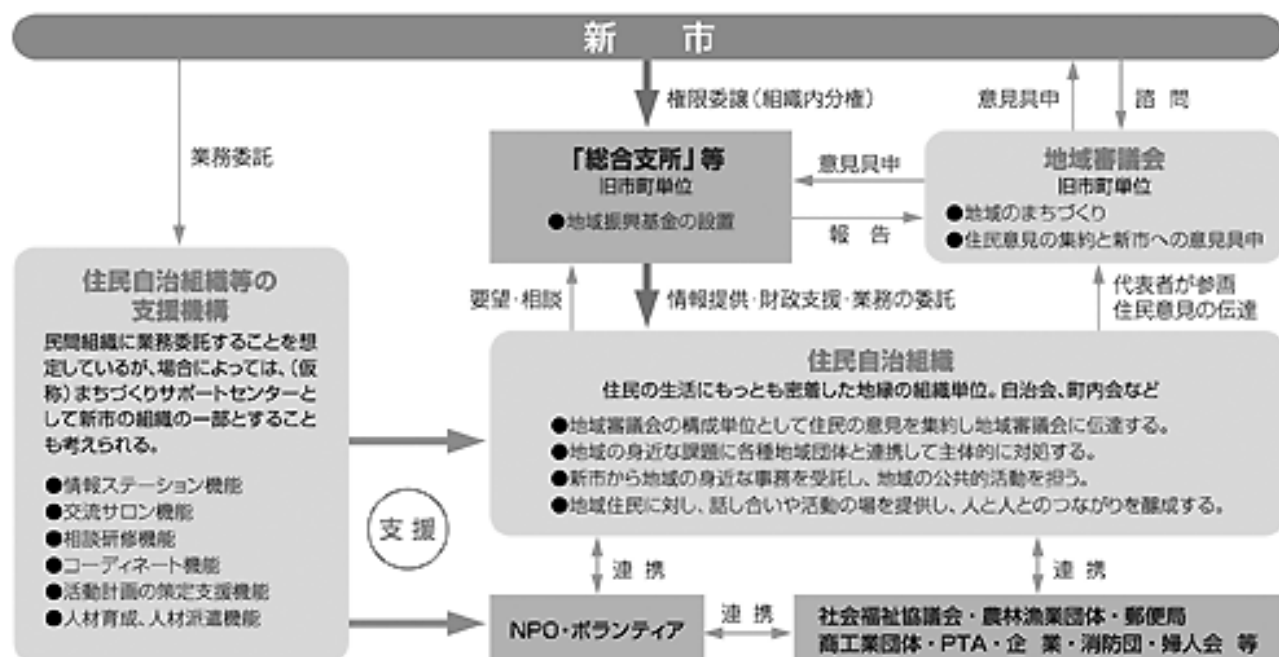 新 市
業務委託
権限委譲(組織内分権)
意見具申
諮 問
「総合支所」等
旧市町単位
●地域振興基金の設置
意見具申
報 告
地域審議会
旧市町単位
●地域のまちづくり
●住民意見の集約と新市への意見具申
住民自治組織等の
支援機構
民間組織に業務委託することを想
定しているが、場合によっては、(仮
称)まちづくりサポートセンターと
して新市の組織の一部とすること
も考えられる。
●情報ステーション機能
●交流サロン機能
●相談研修機能
●コーディネート機能
●活動計画の策定支援機能
●人材育成、人材派遣機能
要望・相談
情報提供・財政支援・業務の委託
代表者が参画
住民意見の伝達
住民自治組織
住民の生活にもっとも密着した地縁の組織単位。自治会、町内会など
●地域審議会の構成単位として住民の意見を集約し地域審議会に伝達する。
●地域の身近な課題に各種地域団体と連携して主体的に対処する。
●新市から地域の身近な事務を受託し、地域の公共的活動を担う。
●地域住民に対し、話し合いや活動の場を提供し、人と人とのつながりを醸成する。
支援
連 携
連 携
NPO・ボランティア
連 携
社会福祉協議会・農林漁業団体・郵便局
商工業団体・PTA・企 業・消防団・婦人会 等